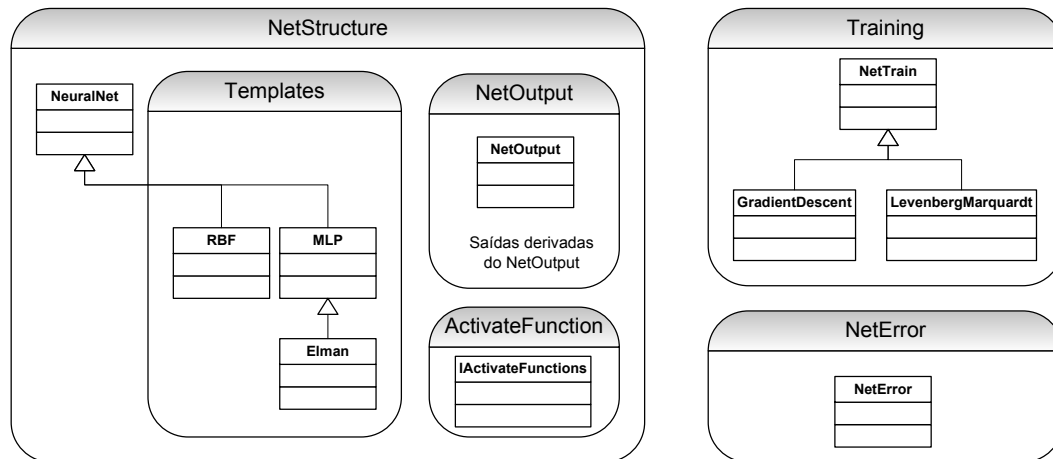 NetStructure
NeuralNet
Templates
RBF
MLP
Elman
NetOutput
NetOutput
Saídas derivadas
do NetOutput
ActivateFunction
IActivateFunctions
Training
NetTrain
GradientDescent
LevenbergMarquardt
NetError
NetError